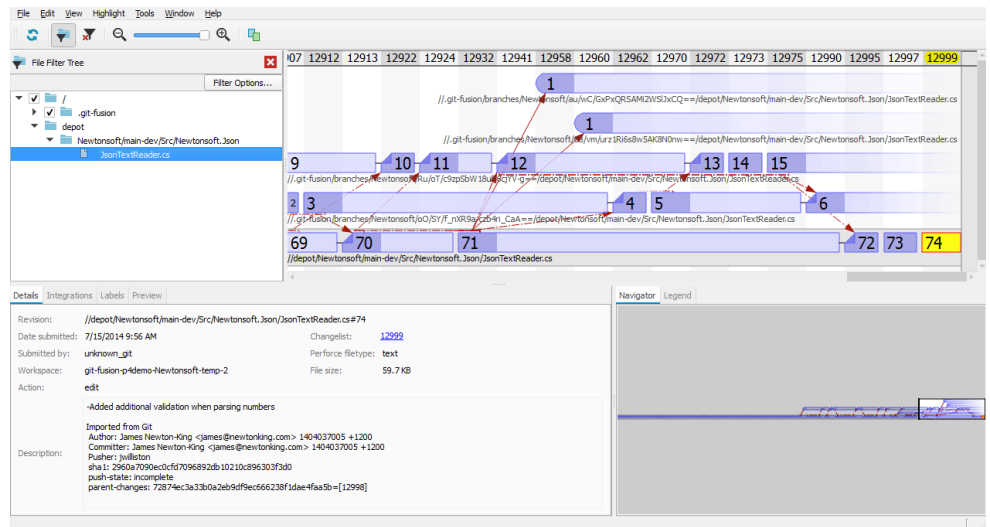 File Edit View Highlight Tools Window Help
File Filter Tree
Filter Options...
/
.git-fusion
depot
Newtonsoft/main-dev/Src/Newtonsoft.Json
JsonTextReader.cs
)07 12912 12913 12922 12924 12932 12941 12958 12960 12962 12970 12972 12973 12975 12990 12995 12997 12999
1
//.git-fusion/branches/Newtonsoft/au/wC/GxPxQRSAMi2WSlJxCQ==/depot/Newtonsoft/main-dev/Src/Newtonsoft.Json/JsonTextReader.cs
1
9 10 11 12 13 14 15
2 3 4 5 6
69 70 71 72 73 74
//depot/Newtonsoft/main-dev/Src/Newtonsoft.Json/JsonTextReader.cs
Details Integrations Labels Preview
Revision: //depot/Newtonsoft/main-dev/Src/Newtonsoft.Json/JsonTextReader.cs#74
Date submitted: 7/15/2014 9:56 AM Changelist: 12999
Submitted by: unknown_git Perforce filetype: text
Workspace: git-fusion-p4demo-Newtonsoft-temp-2 File size: 59.7 KB
Action: edit
-Added additional validation when parsing numbers
Imported from Git
Author: James Newton-King <james@newtonking.com> 1404037005 +1200
Committer: James Newton-King <james@newtonking.com> 1404037005 +1200
Pusher: jwilliston
Description: sha1: 2960a7090ec0cfd7096892db10210c896303f3d0
push-state: incomplete
parent-changes: 72874ec3a33b0a2eb9df9ec666238f1dae4faa5b=[12998]
Navigator Legend